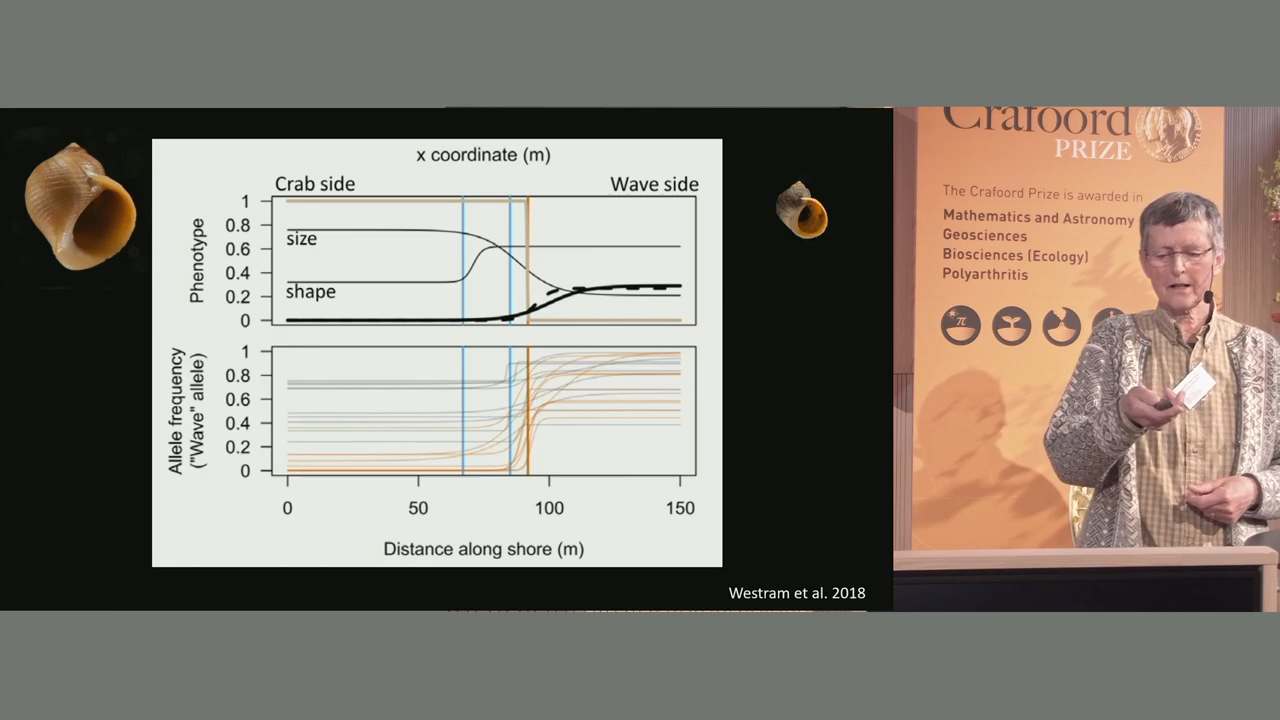 x coordinate (m)
Crab side
Wave side
Phenotype
1
0.8
0.6
0.4
0.2
0
size
shape
Allele frequency
("Wave" allele)
1
0.8
0.6
0.4
0.2
0
0
50
100
150
Distance along shore (m)
Westram et al. 2018
Crafoord
PRIZE
The Crafoord Prize is awarded in
Mathematics and Astronomy
Geosciences
Biosciences (Ecology)
Polyarthritis
π